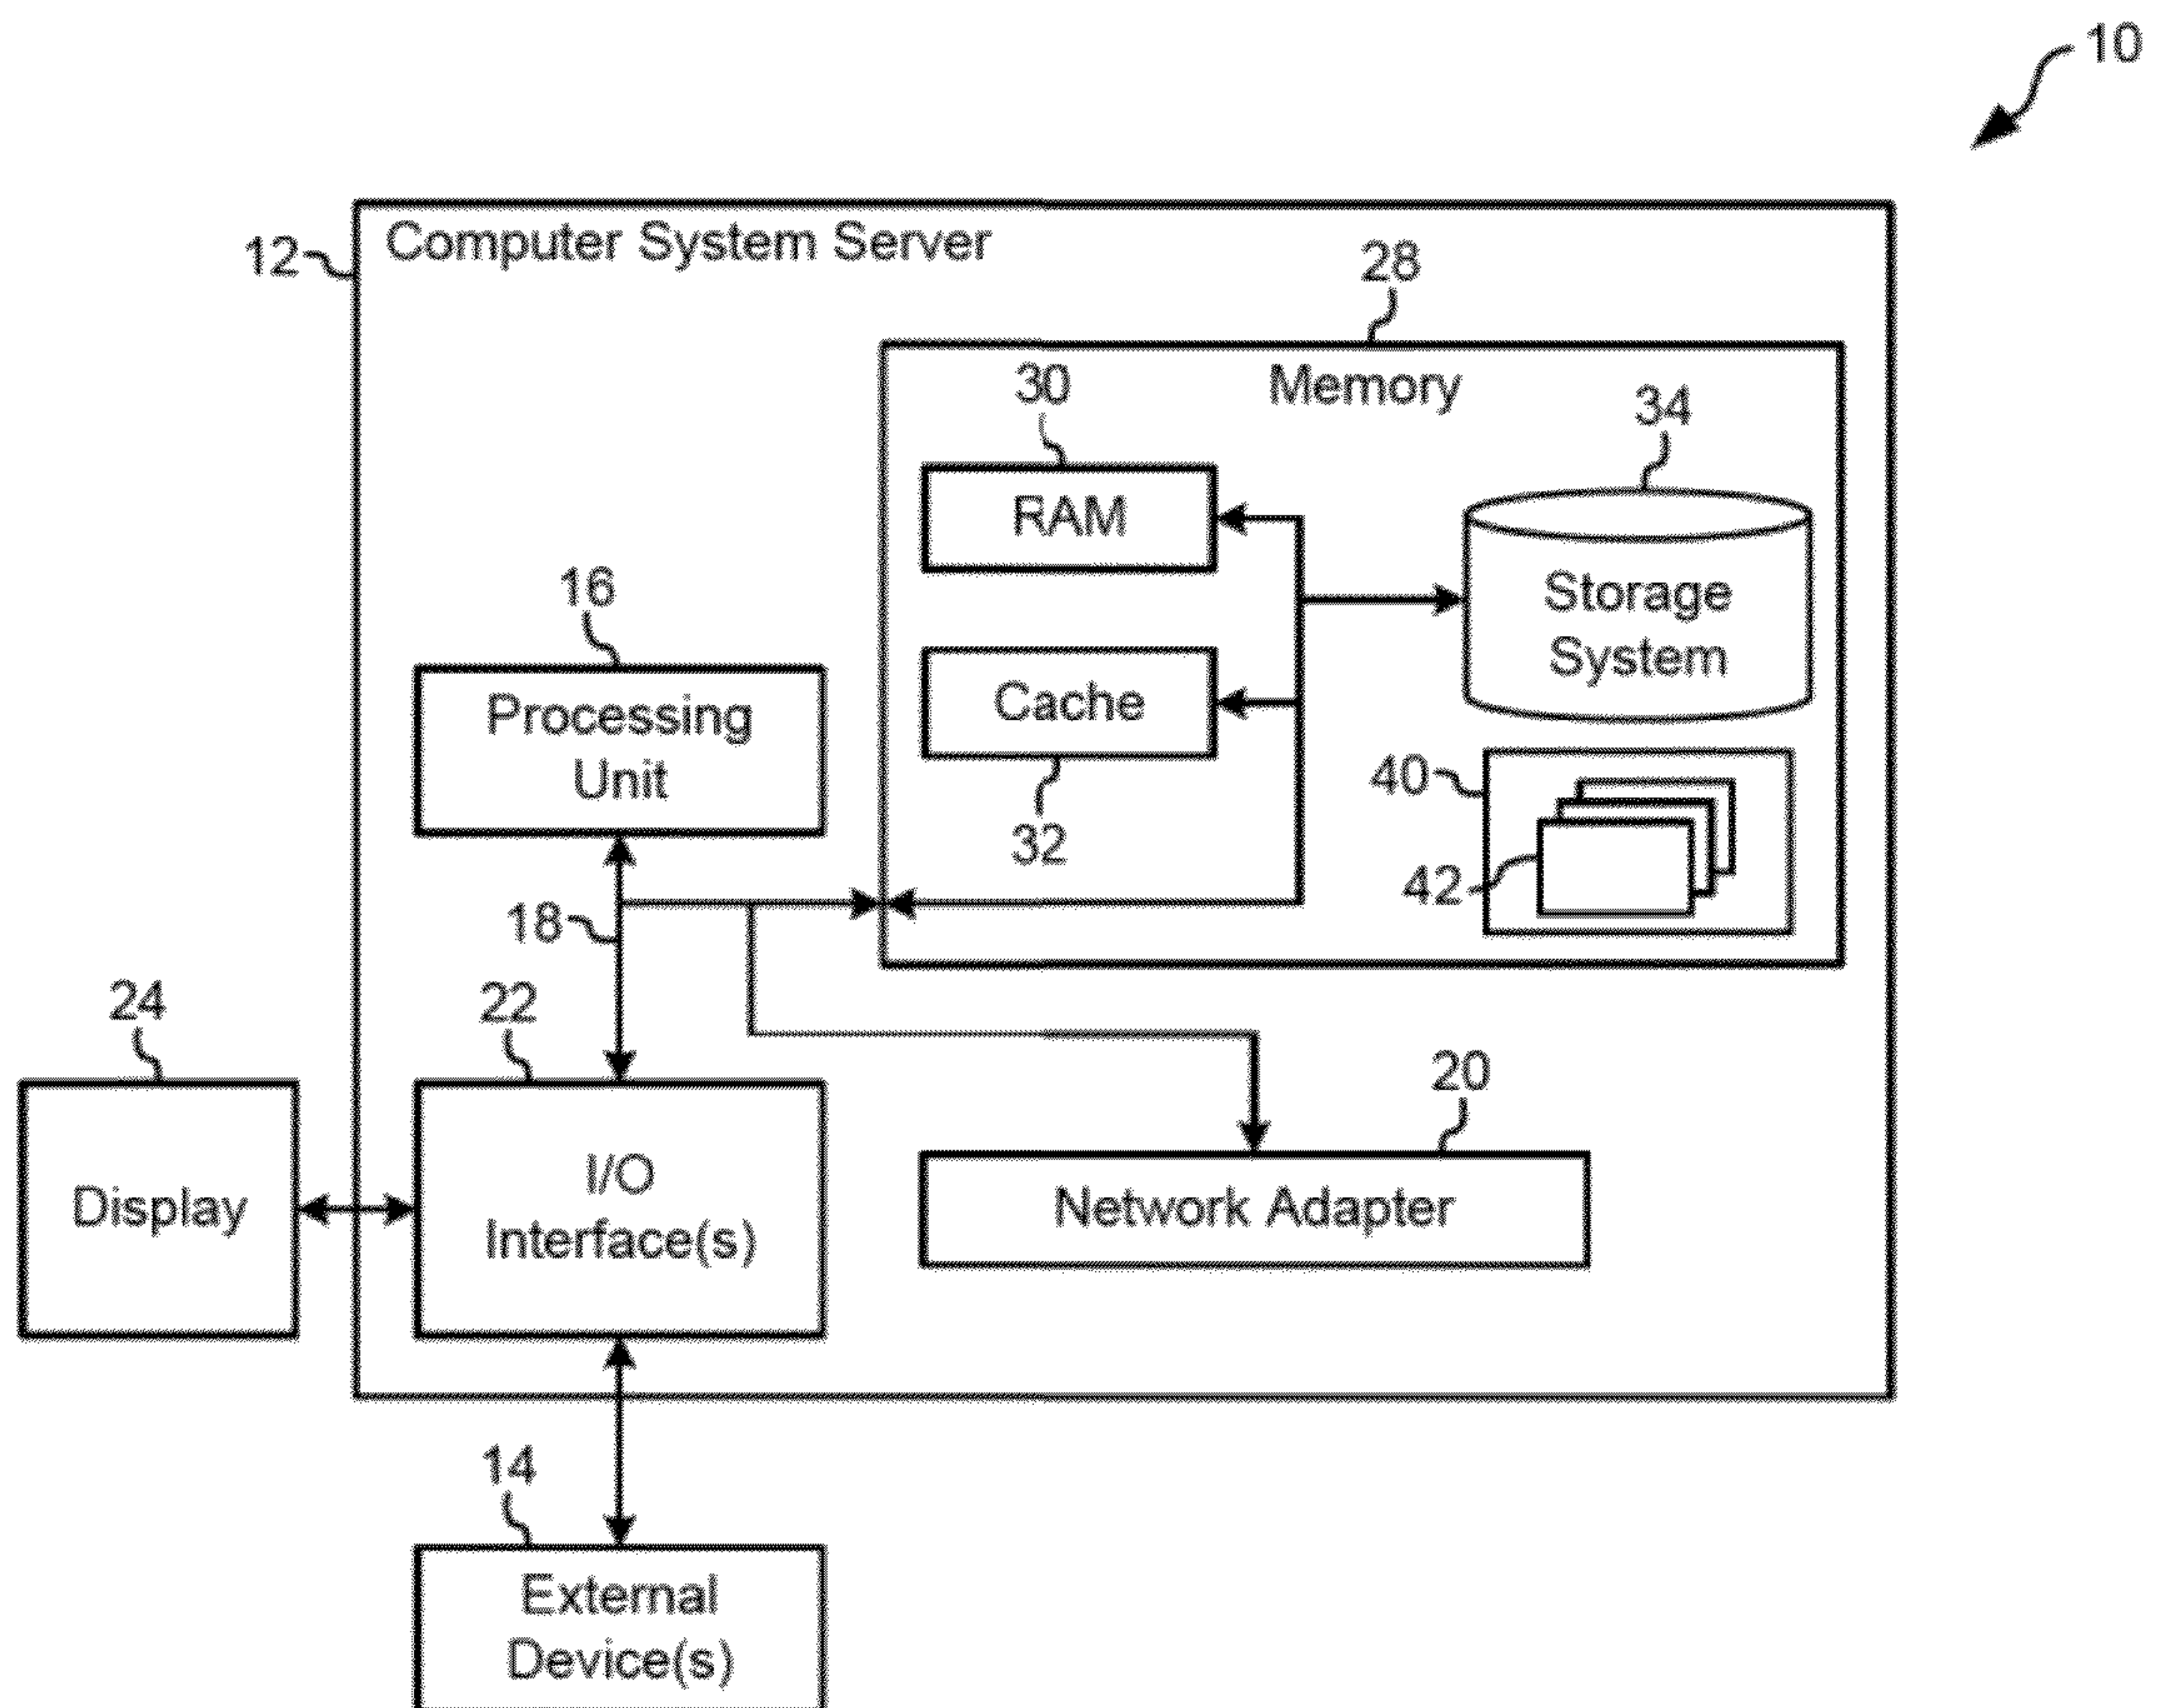 10
12
Computer System Server
28
Memory
30
RAM
34
Storage
System
16
Processing
Unit
Cache
32
40
42
18
24
22
20
Display
I/O
Interface(s)
Network Adapter
14
External
Device(s)